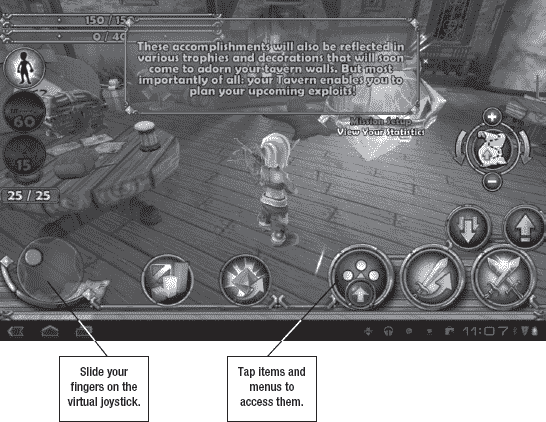 150 / 15
0 / 40
These accomplishments will also be reflected in
various trophies and decorations that will soon
come to adorn your tavern walls. But most
importantly of all: your Tavern enables you to
plan your upcoming exploits!
Mission Setup
View Your Statistics
60
15
25 / 25
11:07
Slide your
fingers on the
virtual joystick.
Tap items and
menus to
access them.